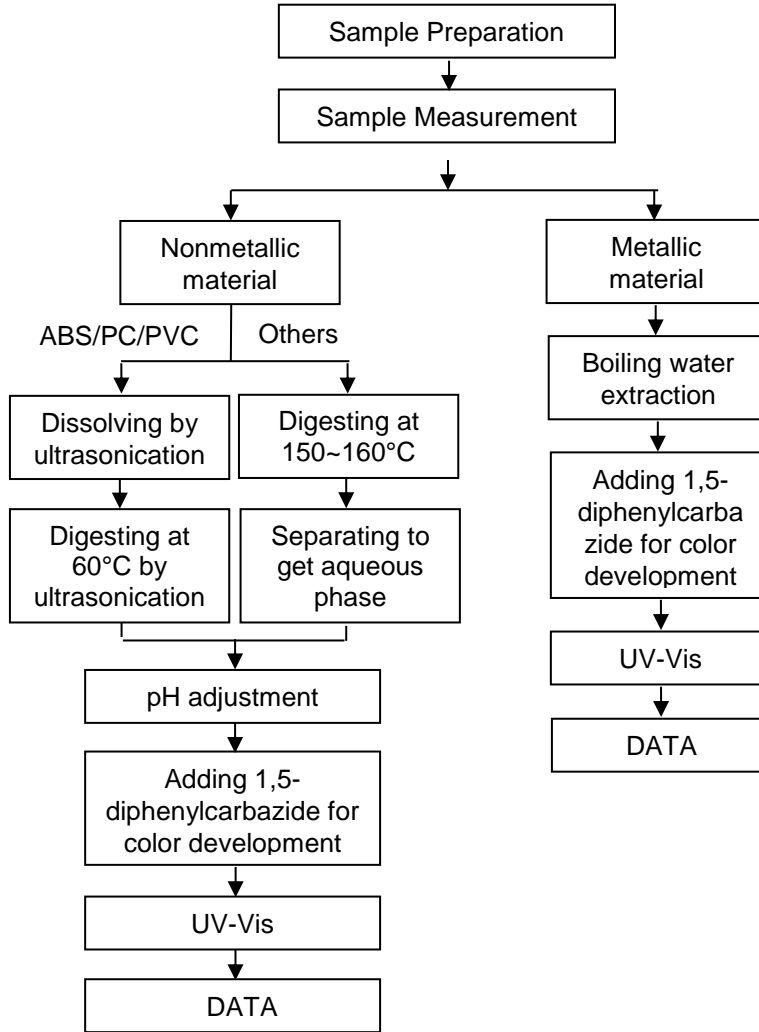 Sample Preparation
Sample Measurement
Nonmetallic
material
Metallic
material
ABS/PC/PVC
Others
Boiling water
extraction
Dissolving by
ultrasonication
Digesting at
150~160°C
Adding 1,5-
diphenylcarba
zide for color
development
Digesting at
60°C by
ultrasonication
Separating to
get aqueous
phase
UV-Vis
pH adjustment
DATA
Adding 1,5-
diphenylcarbazide for
color development
UV-Vis
DATA